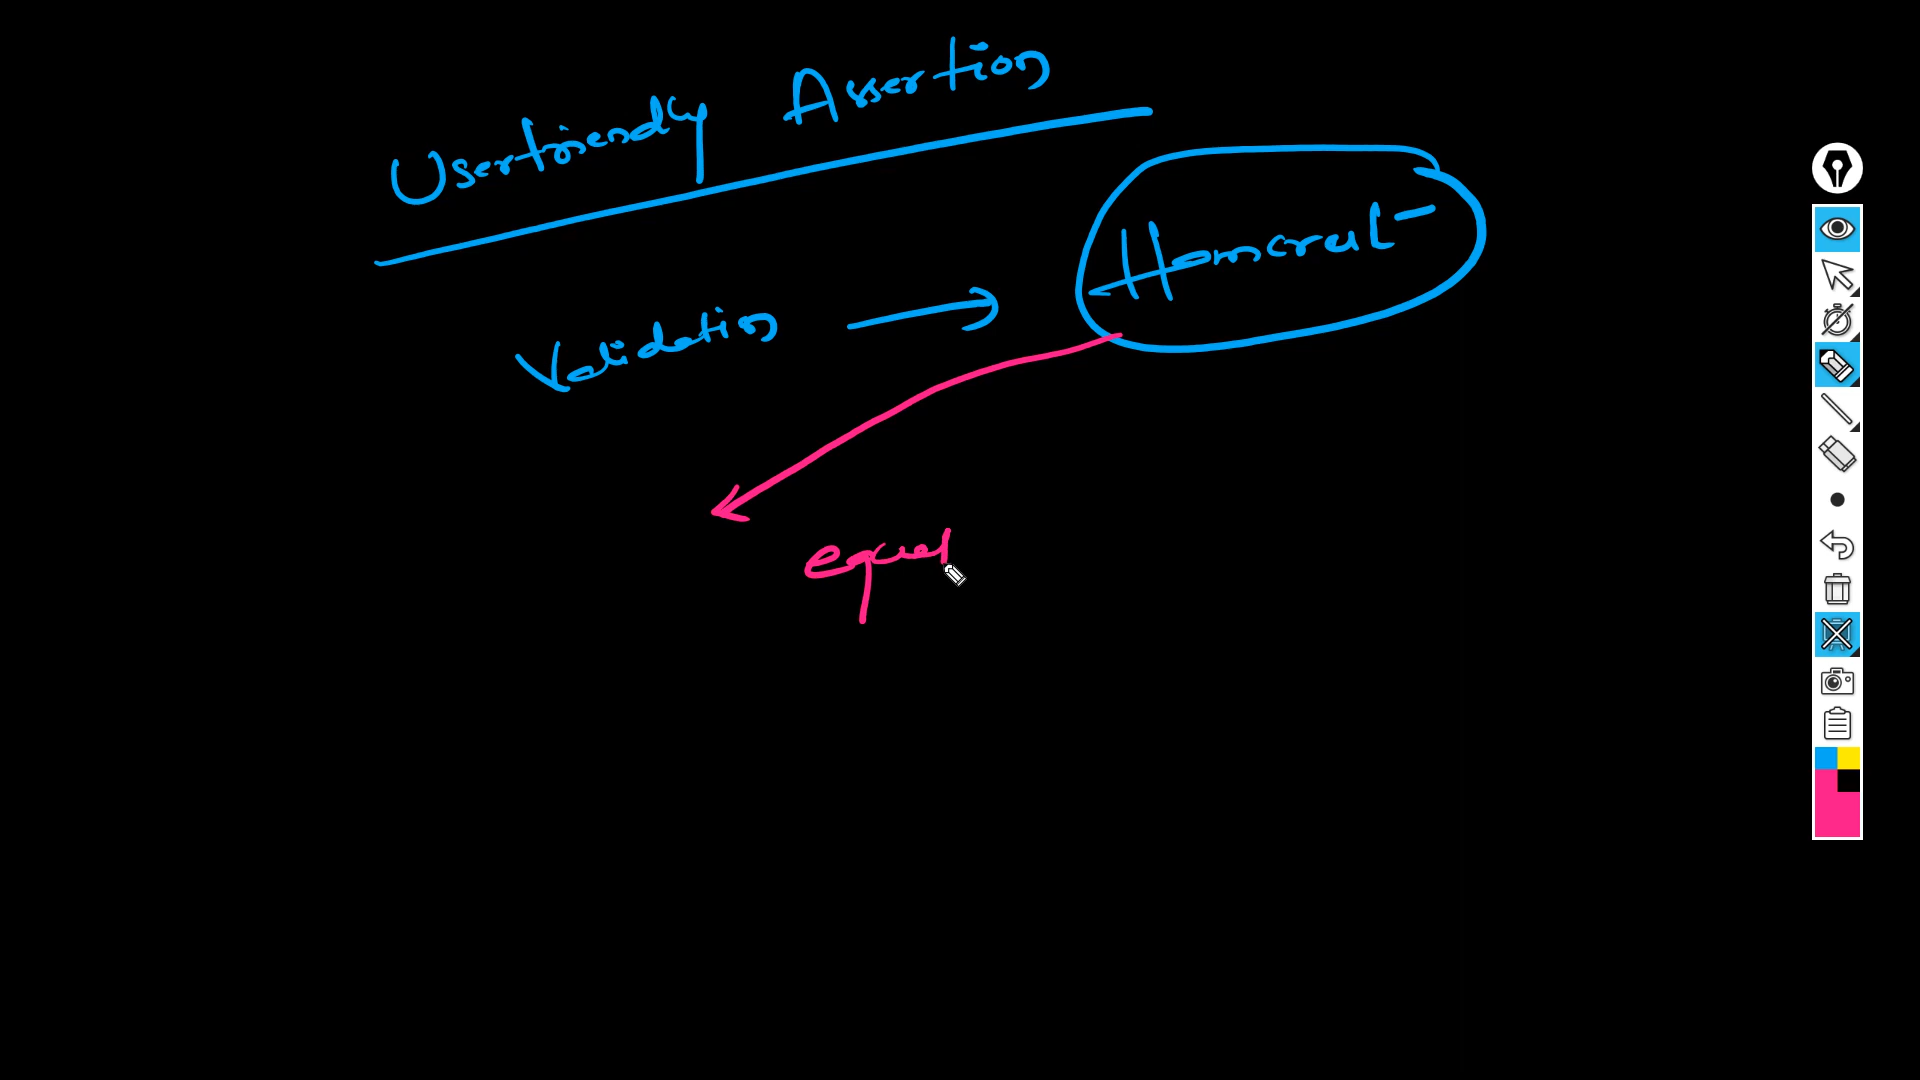 Userfriendly Assertion
Validation → Hamcrest
equal